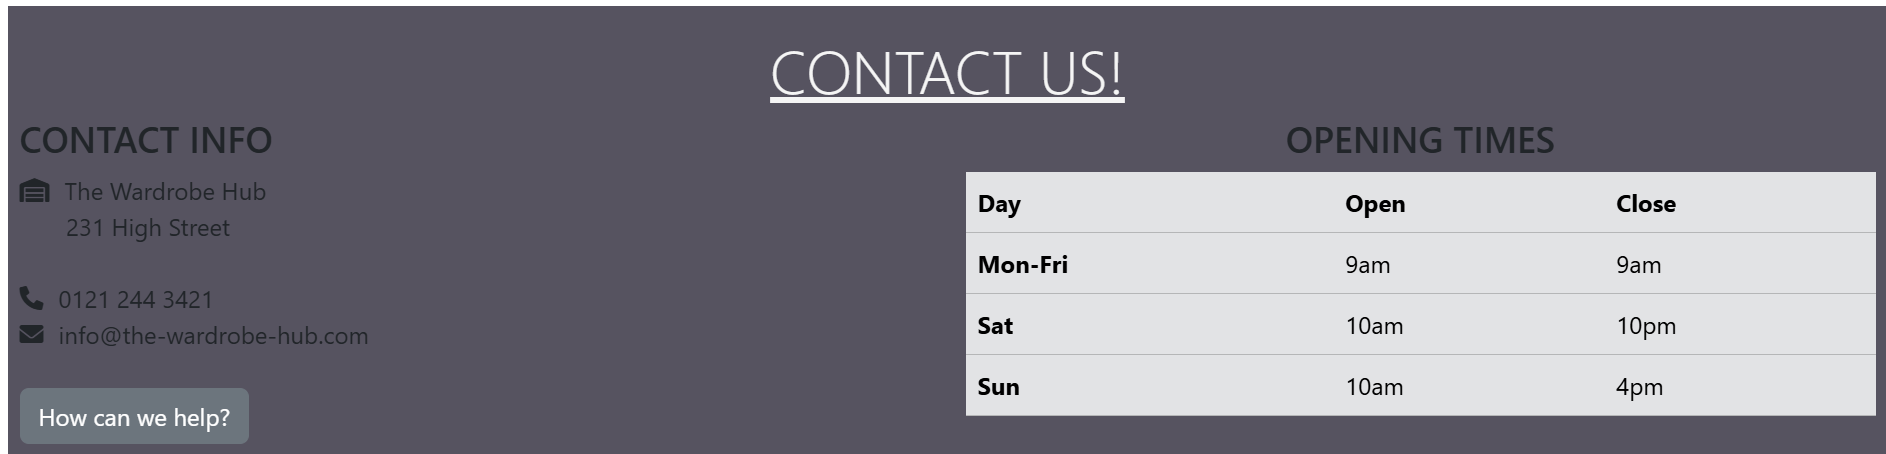 CONTACT US!
CONTACT INFO
The Wardrobe Hub
231 High Street
0121 244 3421
info@the-wardrobe-hub.com
How can we help?
OPENING TIMES
Day Open Close
Mon-Fri 9am 9am
Sat 10am 10pm
Sun 10am 4pm